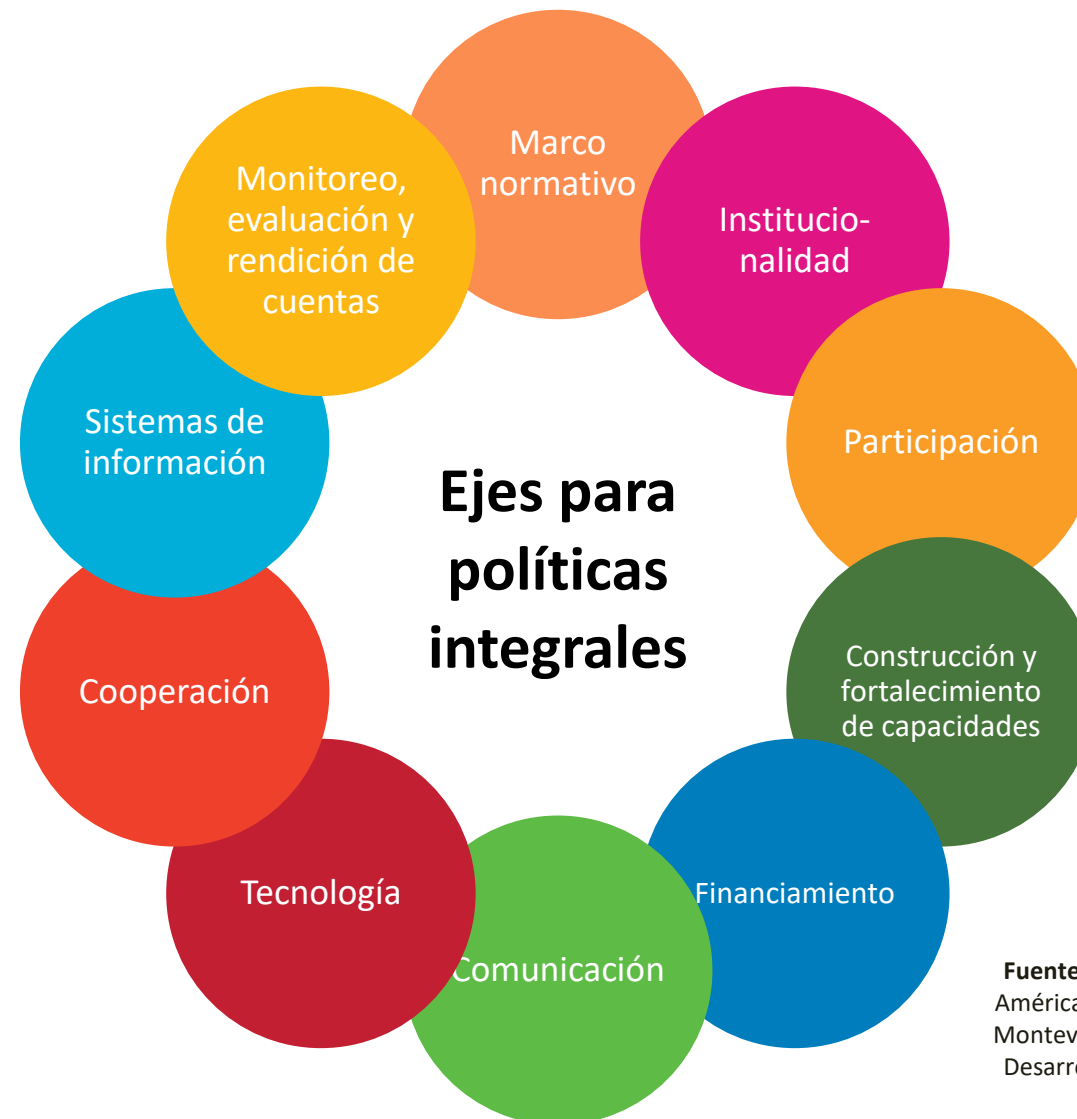 Marco
normativo
Institucio-
nalidad
Participación
Construcción y
fortalecimiento
de capacidades
Financiamiento
Comunicación
Tecnología
Cooperación
Sistemas de
información
Monitoreo,
evaluación y
rendición de
cuentas
Ejes para
políticas
integrales
Fuente
América
Montev
Desarr